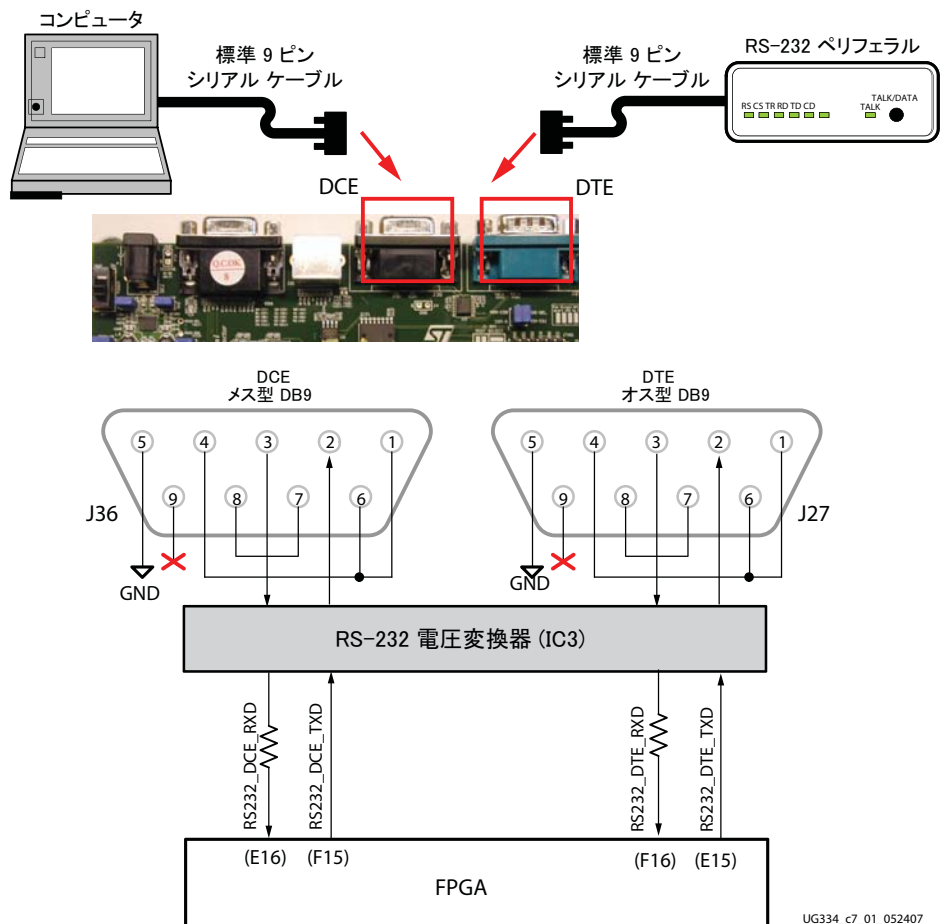 コンピュータ
標準 9 ピン
シリアル ケーブル
標準 9 ピン
シリアル ケーブル
RS-232 ペリフェラル
RS CS TR RD TD CD
TALK
TALK/DATA
DCE
DTE
Q.C.DK
8
ST
DCE
メス型 DB9
DTE
オス型 DB9
5
4
3
2
1
9
8
7
6
J36
GND
5
4
3
2
1
9
8
7
6
J27
GND
RS-232 電圧変換器 (IC3)
RS232_DCE_RXD
RS232_DCE_TXD
RS232_DTE_RXD
RS232_DTE_TXD
(E16)
(F15)
(F16)
(E15)
FPGA
UG334_c7_01_052407